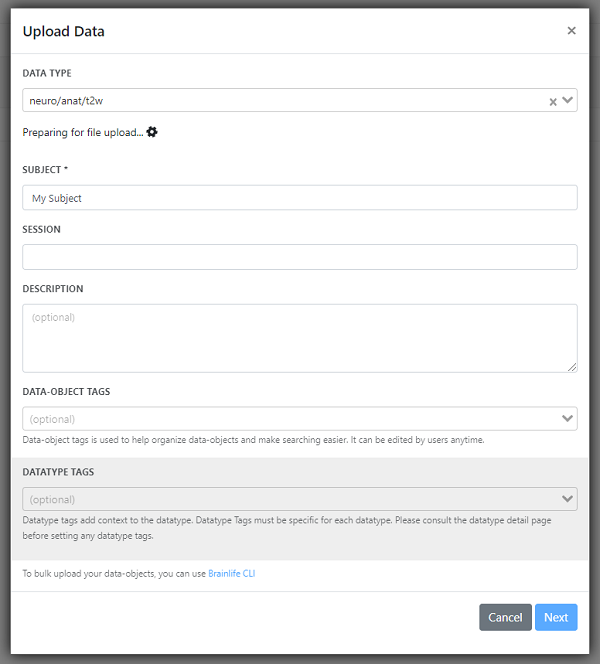 Upload Data
DATA TYPE
neuro/anat/t2w
Preparing for file upload...
SUBJECT *
My Subject
SESSION
DESCRIPTION
(optional)
DATA-OBJECT TAGS
(optional)
Data-object tags is used to help organize data-objects and make searching easier. It can be edited by users anytime.
DATATYPE TAGS
(optional)
Datatype tags add context to the datatype. Datatype Tags must be specific for each datatype. Please consult the datatype detail page
before setting any datatype tags.
To bulk upload your data-objects, you can use Brainlife CLI
Cancel Next